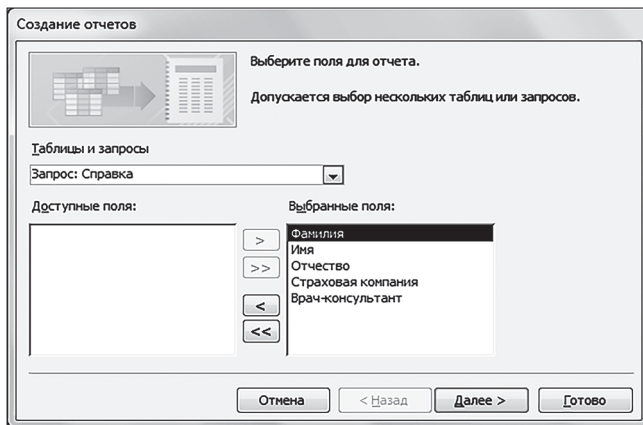 Создание отчетов
Выберите поля для отчета.
Допускается выбор нескольких таблиц или запросов.
Таблицы и запросы
Запрос: Справка
Доступные поля:
Выбранные поля:
Фамилия
Имя
Отчество
Страховая компания
Врач-консультант
>
>>
<
<<
Отмена
< Назад
Далее >
Готово